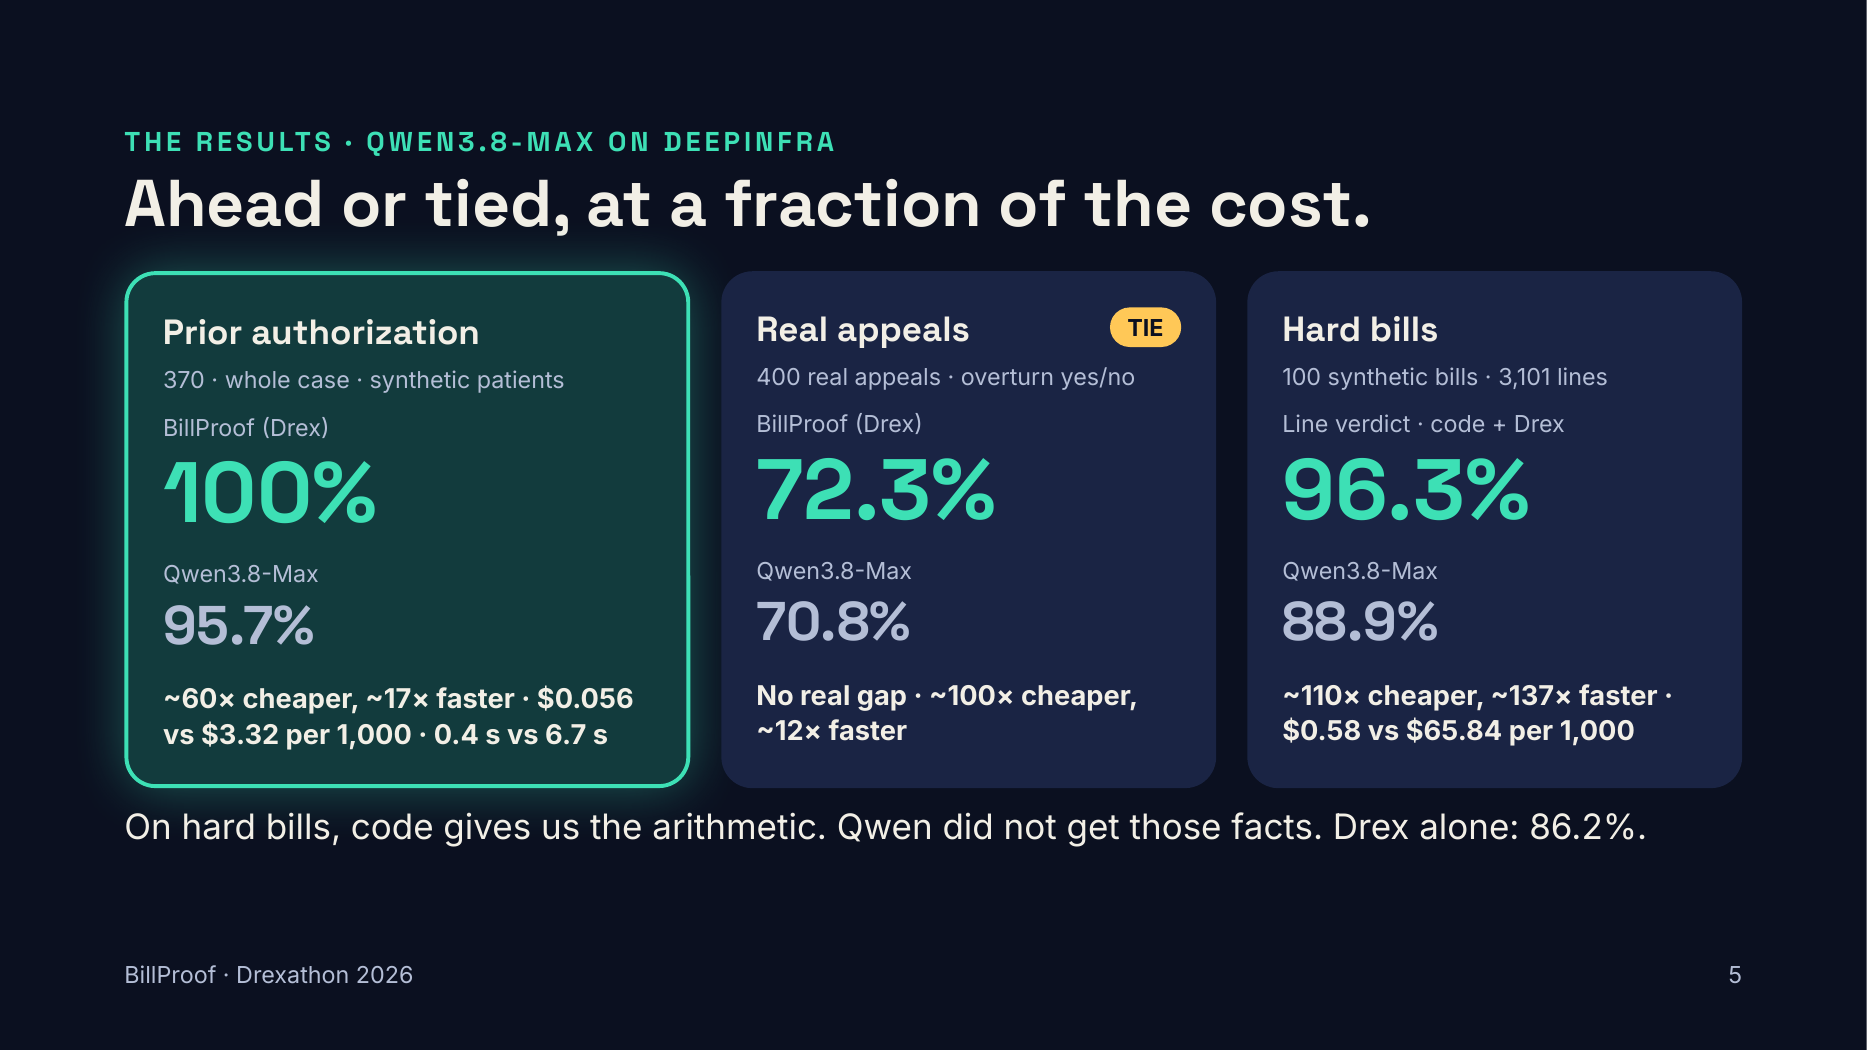 THE RESULTS · QWEN3.8-MAX ON DEEPINFRA
Ahead or tied, at a fraction of the cost.
Prior authorization
370 · whole case · synthetic patients
BillProof (Drex)
100%
Qwen3.8-Max
95.7%
~60× cheaper, ~17× faster · $0.056
vs $3.32 per 1,000 · 0.4 s vs 6.7 s
Real appeals
TIE
400 real appeals · overturn yes/no
BillProof (Drex)
72.3%
Qwen3.8-Max
70.8%
No real gap · ~100× cheaper,
~12× faster
Hard bills
100 synthetic bills · 3,101 lines
Line verdict · code + Drex
96.3%
Qwen3.8-Max
88.9%
~110× cheaper, ~137× faster ·
$0.58 vs $65.84 per 1,000
On hard bills, code gives us the arithmetic. Qwen did not get those facts. Drex alone: 86.2%.
BillProof · Drexathon 2026
5